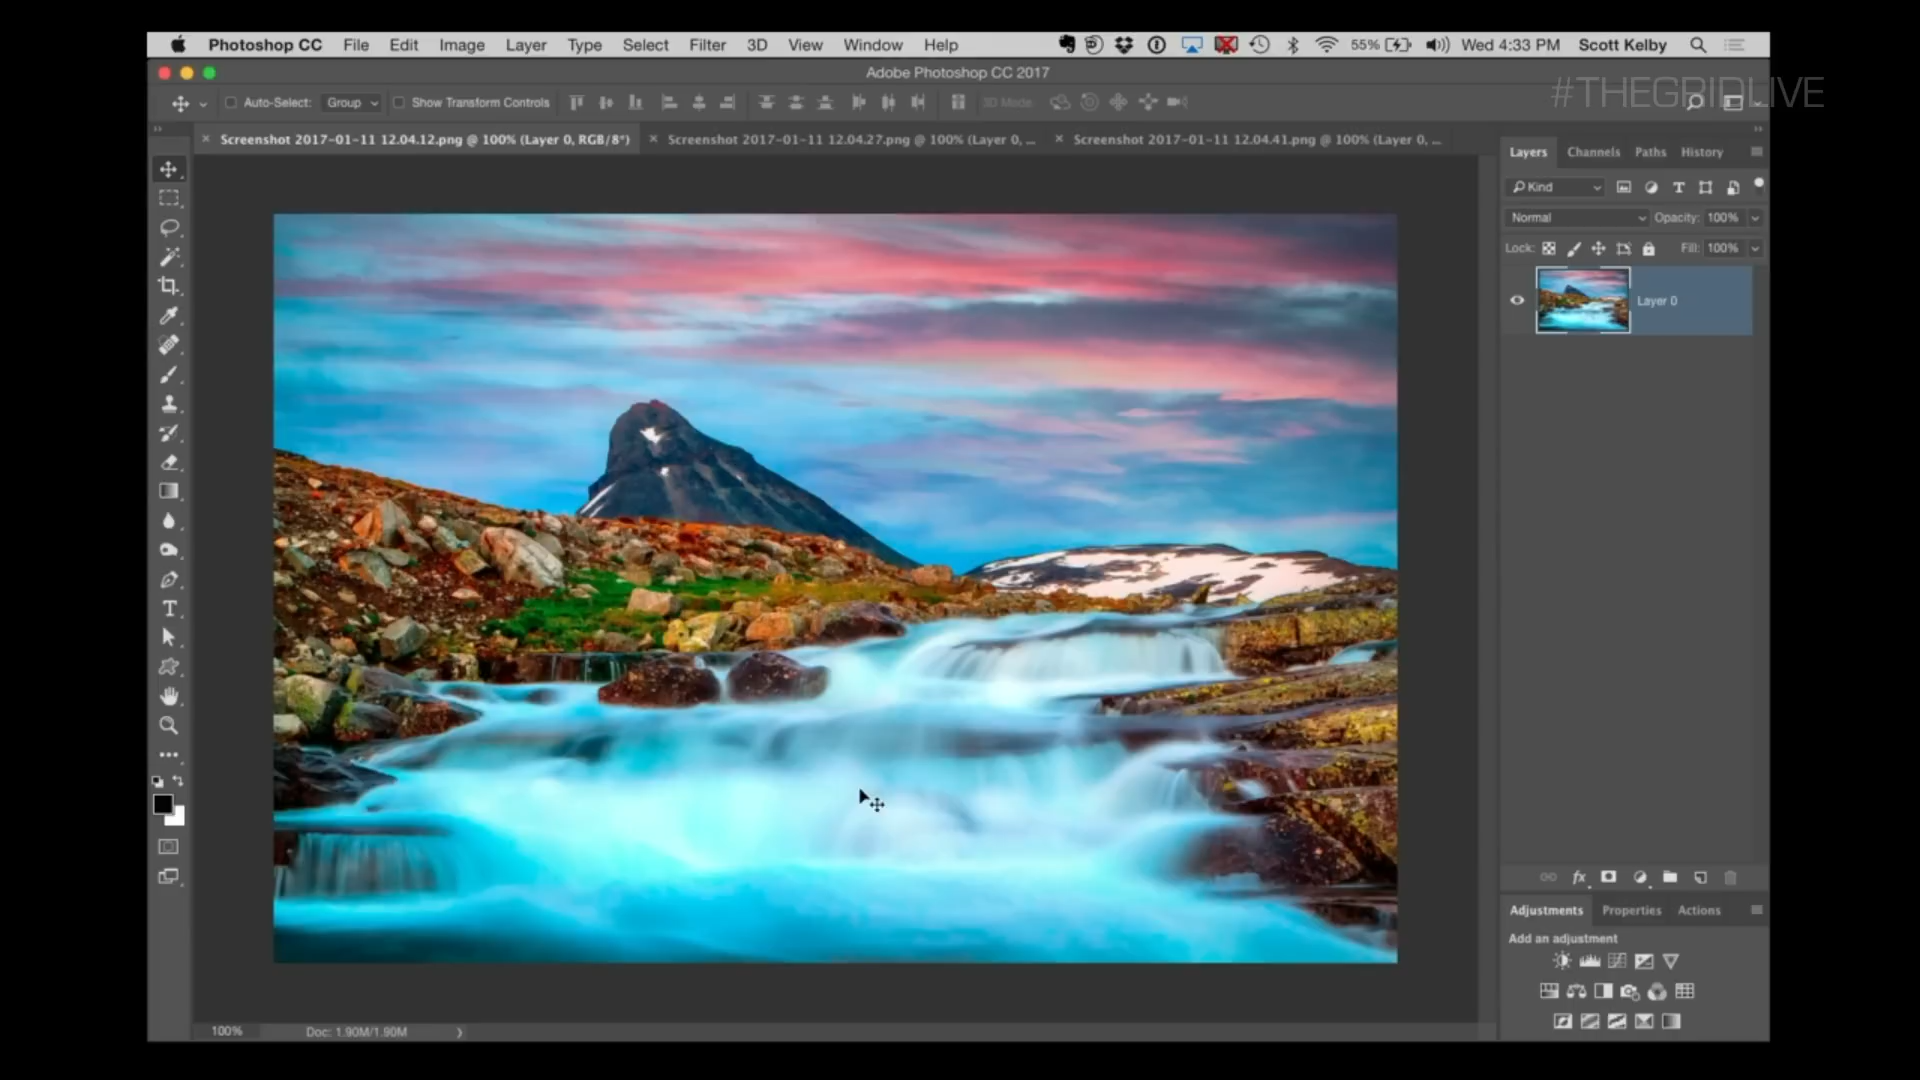 Photoshop CC File Edit Image Layer Type Select Filter 3D View Window Help 55% Wed 4:33 PM Scott Kelby
Adobe Photoshop CC 2017
#THEGRIDLIVE
Auto-Select: Group Show Transform Controls 3D Mode
Screenshot 2017-01-11 12.04.12.png @ 100% (Layer 0, RGB/8*) Screenshot 2017-01-11 12.04.27.png @ 100% (Layer 0, ... Screenshot 2017-01-11 12.04.41.png @ 100% (Layer 0, ...
Layers Channels Paths History
Kind
Normal Opacity: 100%
Lock: Fill: 100%
Layer 0
fx
Adjustments Properties Actions
Add an adjustment
100% Doc: 1.90M/1.90M